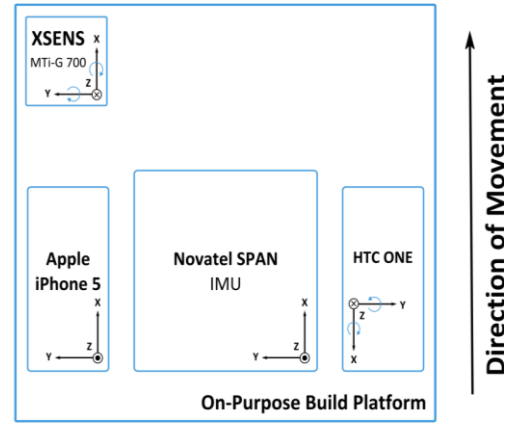 XSENS
MTi-G 700
X
Z
Y
Apple
iPhone 5
X
Z
Y
Novatel SPAN
IMU
X
Z
Y
HTC ONE
Y
Z
X
On-Purpose Build Platform
Direction of Movement